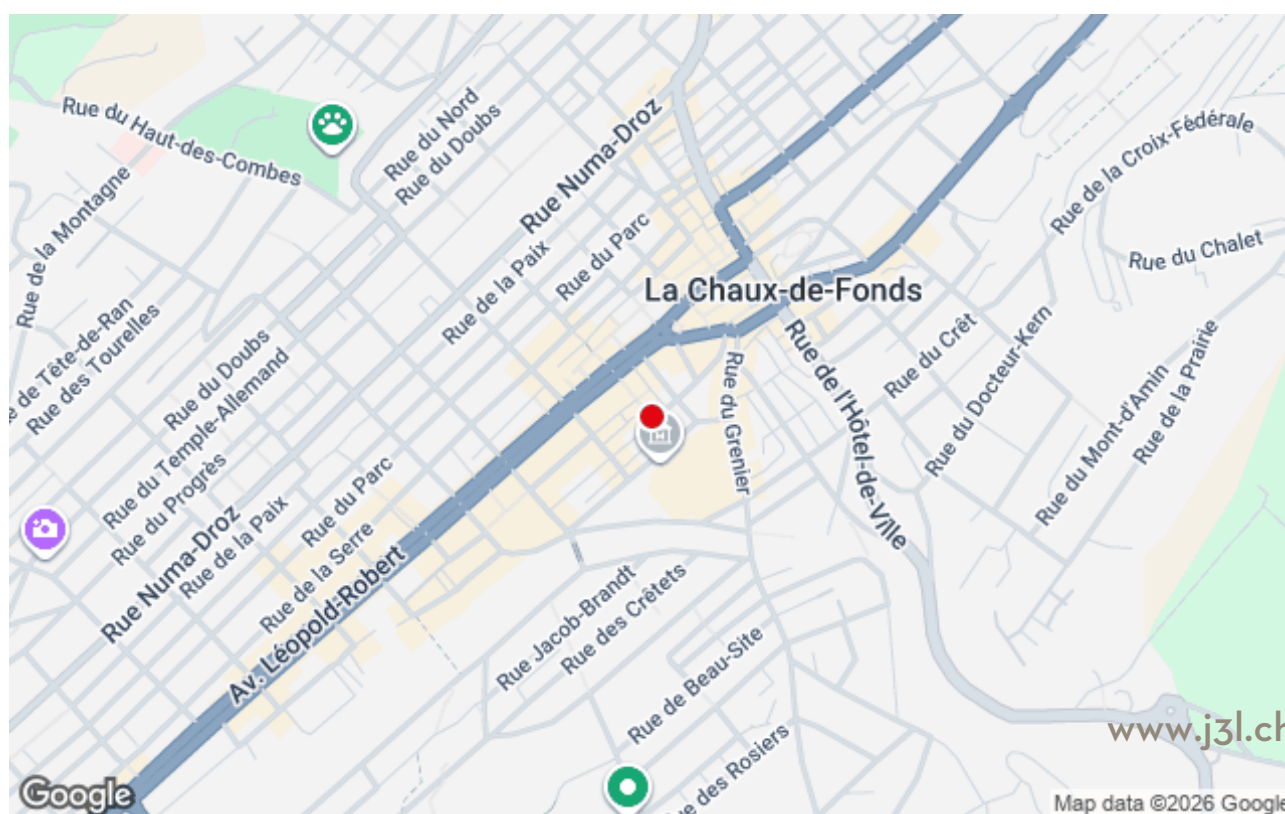 Rue du Haut-des-Combes
Rue du Nord
Rue du Doubs
Rue Numa-Droz
Rue de la Croix-Fédérale
Rue de la Montagne
Rue du Parc
Rue de la Paix
Rue du Chalet
La Chaux-de-Fonds
de Tête-de-Ran
Rue des Tourelles
Rue du Doubs
Rue du Temple-Allemand
Rue du Progrès
Rue du Grenier
Rue de l'Hôtel-de-Ville
Rue du Crêt
Rue du Docteur-Kern
Rue du Mont-d'Amin
Rue de la Prairie
Rue du Parc
Rue de la Paix
Rue Numa-Droz
Rue de la Serre
Av. Léopold-Robert
Rue Jacob-Brandt
Rue des Crêtets
Rue de Beau-Site
Rue des Rosiers
www.j3l.ch
Google
Map data ©2026 Google